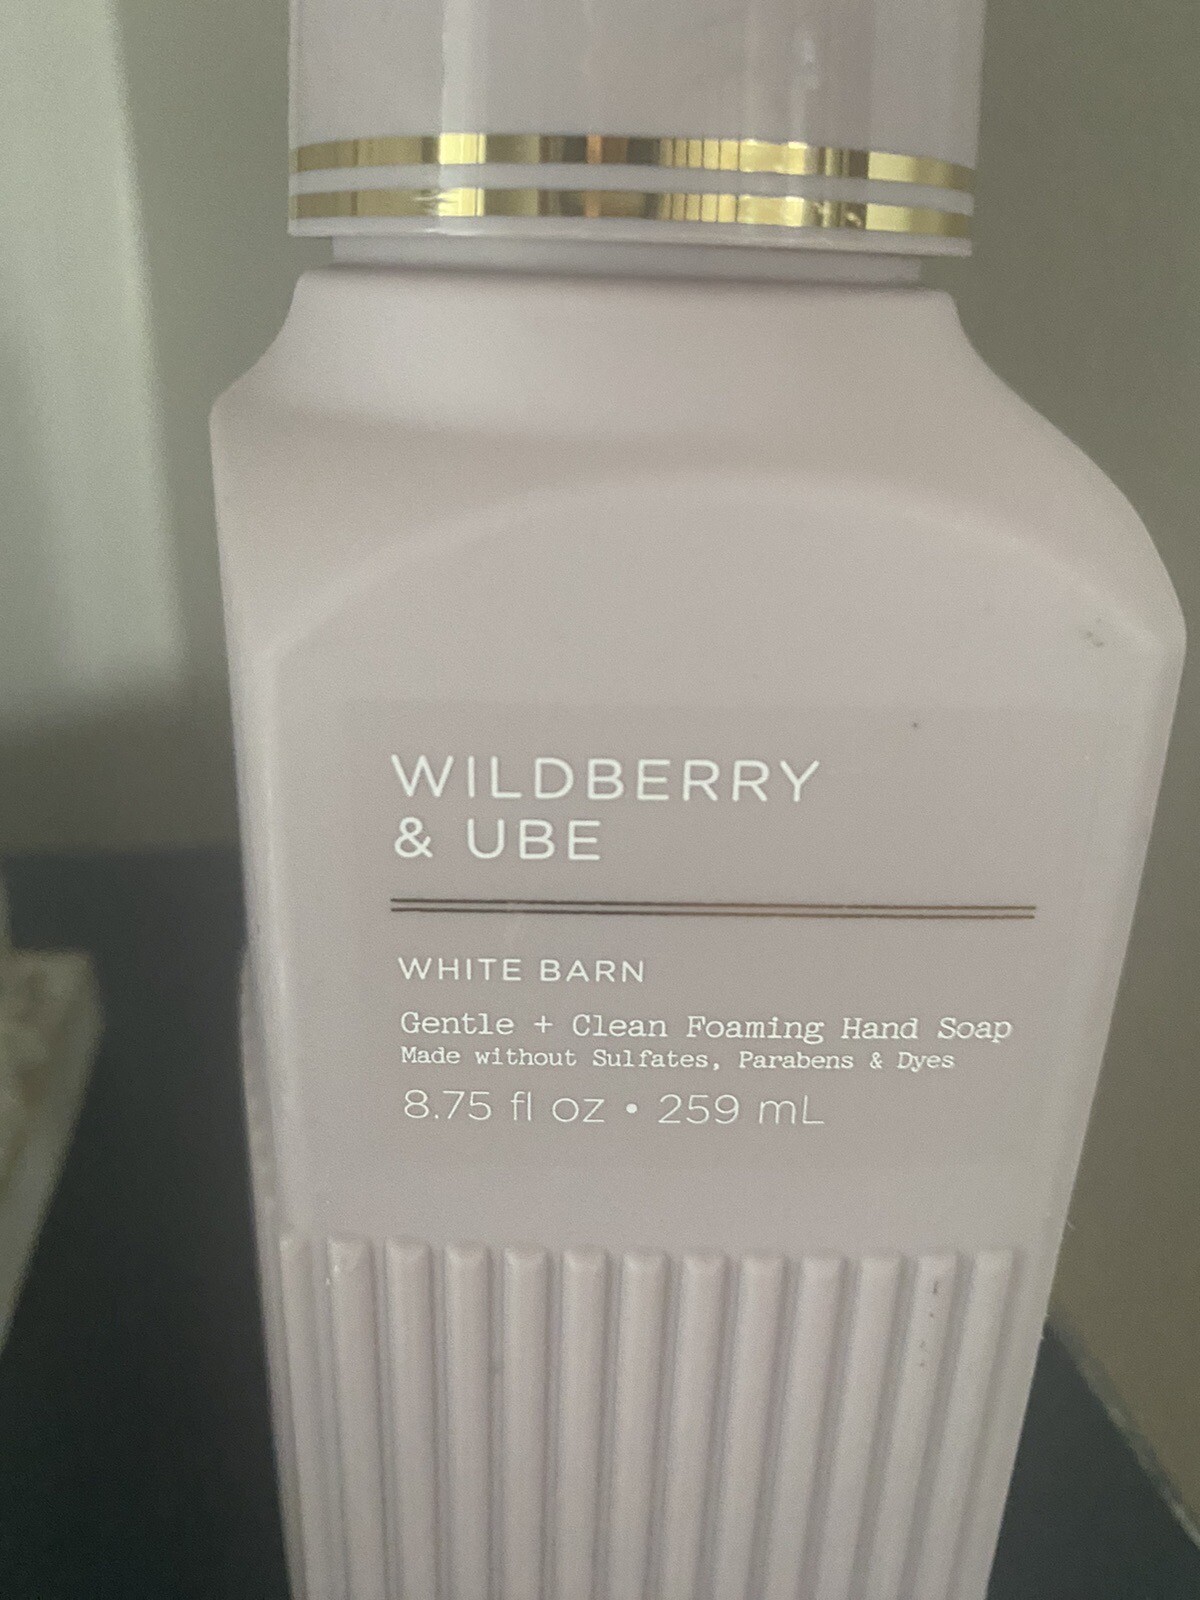 WILDBERRY
& UBE
WHITE BARN
Gentle + Clean Foaming Hand Soap
Made without Sulfates, Parabens & Dyes
8.75 fl oz • 259 mL